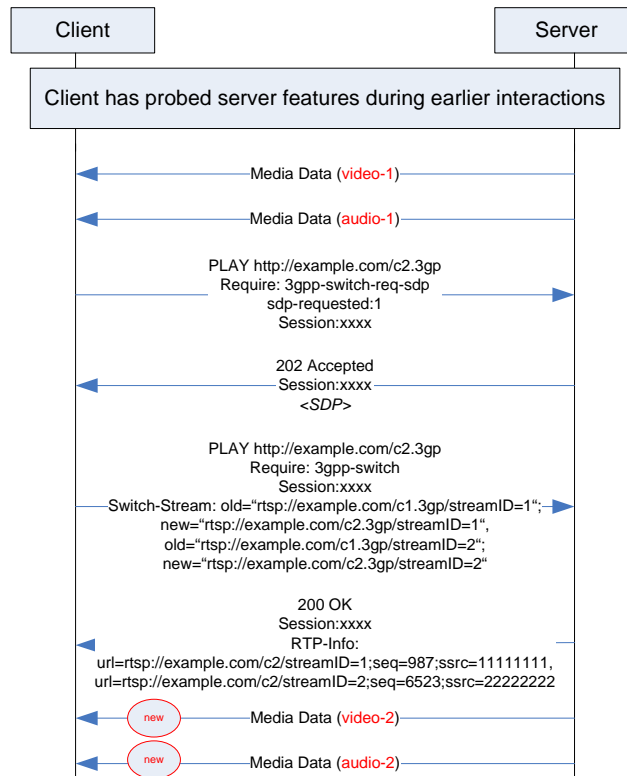 Client
Server
Client has probed server features during earlier interactions
Media Data (video-1)
Media Data (audio-1)
PLAY http://example.com/c2.3gp
Require: 3gpp-switch-req-sdp
sdp-requested:1
Session:xxxx
202 Accepted
Session:xxxx
<SDP>
PLAY http://example.com/c2.3gp
Require: 3gpp-switch
Session:xxxx
Switch-Stream: old=“rtsp://example.com/c1.3gp/streamID=1“;
new=“rtsp://example.com/c2.3gp/streamID=1“,
old=“rtsp://example.com/c1.3gp/streamID=2“;
new=“rtsp://example.com/c2.3gp/streamID=2“
200 OK
Session:xxxx
RTP-Info:
url=rtsp://example.com/c2/streamID=1;seq=987;ssrc=11111111,
url=rtsp://example.com/c2/streamID=2;seq=6523;ssrc=22222222
new
Media Data (video-2)
new
Media Data (audio-2)